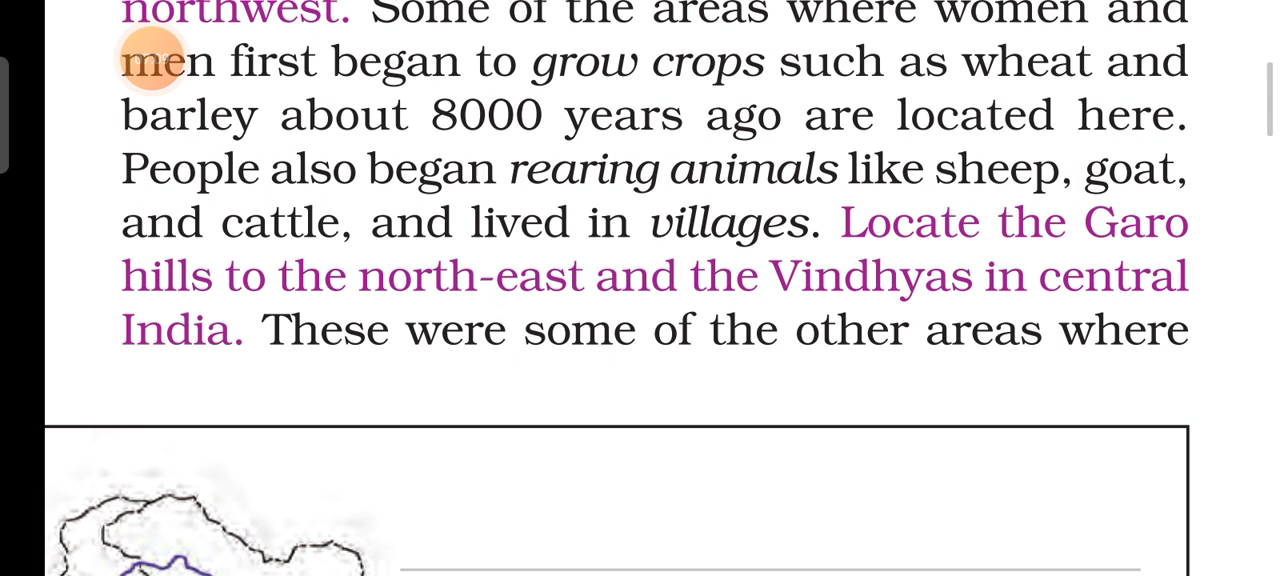 northwest. Some of the areas where women and
men first began to grow crops such as wheat and
barley about 8000 years ago are located here.
People also began rearing animals like sheep, goat,
and cattle, and lived in villages. Locate the Garo
hills to the north-east and the Vindhyas in central
India. These were some of the other areas where